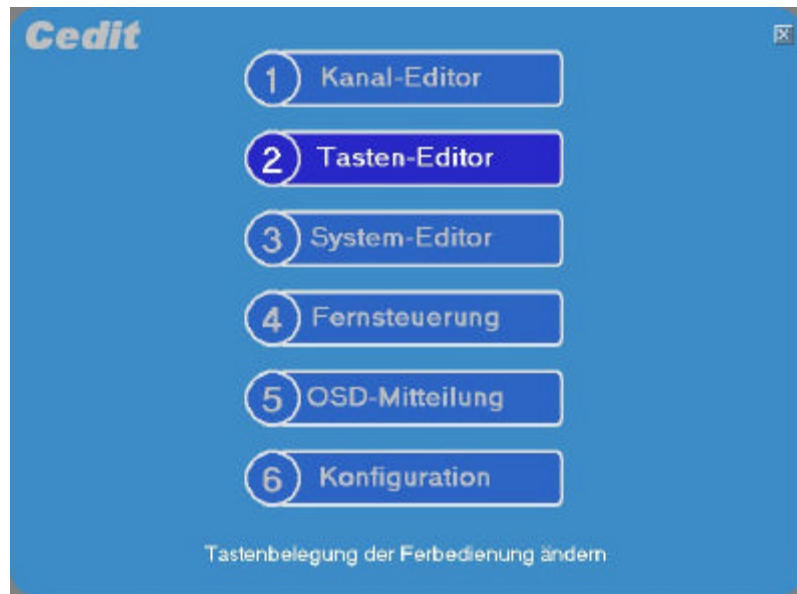 Cedit
1 Kanal-Editor
2 Tasten-Editor
3 System-Editor
4 Fernsteuerung
5 OSD-Mitteilung
6 Konfiguration
Tastenbelegung der Ferbedienung ändern